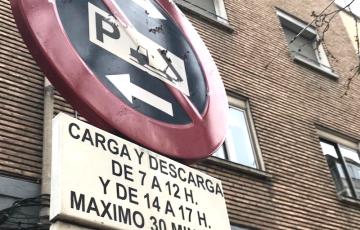 P
CARGA Y DESCARGA
DE 7 A 12 H.
Y DE 14 A 17 H.
MAXIMO 30